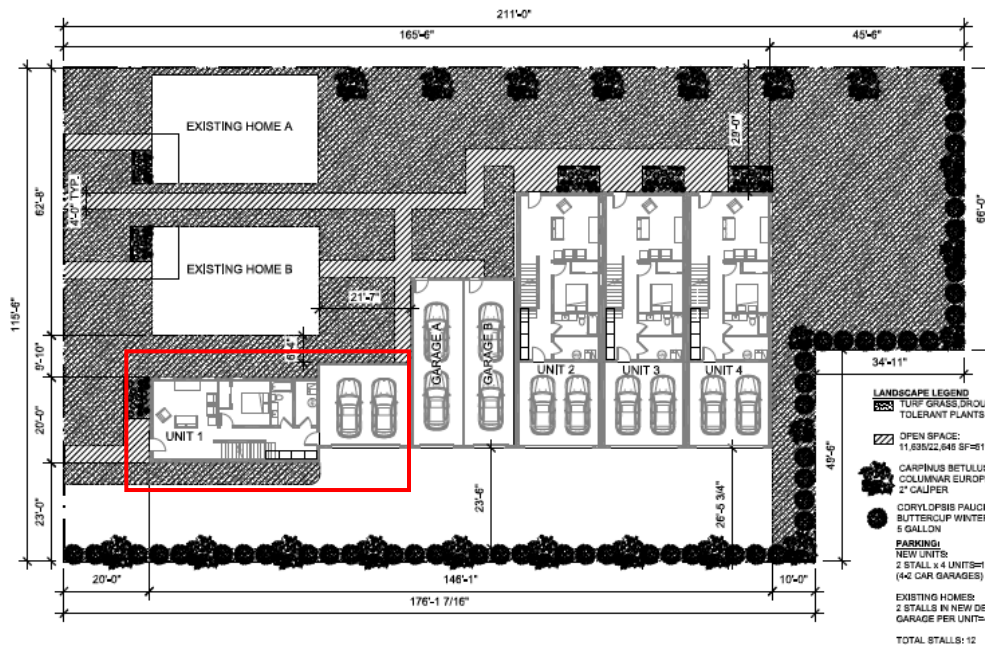 211'-0"
165'-6"
45'-6"
EXISTING HOME A
29'-0"
62'-8"
4'-0" TYP.
66'-0"
EXISTING HOME B
115'-6"
21'-7"
GARAGE A
GARAGE B
9'-10"
34'-11"
UNIT 2
UNIT 3
UNIT 4
20'-0"
UNIT 1
LANDSCAPE LEGEND
TURF GRASS,DROU
TOLERANT PLANTS
OPEN SPACE:
11,635/22,645 SF=61
CARPINUS BETULUS
COLUMNAR EUROP
2" CALIPER
CORYLOPSIS PAUCI
BUTTERCUP WINTER
5 GALLON
49'-6"
23'-0"
23'-6"
26'-5 3/4"
PARKING:
NEW UNITS:
2 STALL x 4 UNITS=1
(4-2 CAR GARAGES)
EXISTING HOMES:
2 STALLS IN NEW DE
GARAGE PER UNIT=
TOTAL STALLS: 12
20'-0"
146'-1"
10'-0"
176'-1 7/16"